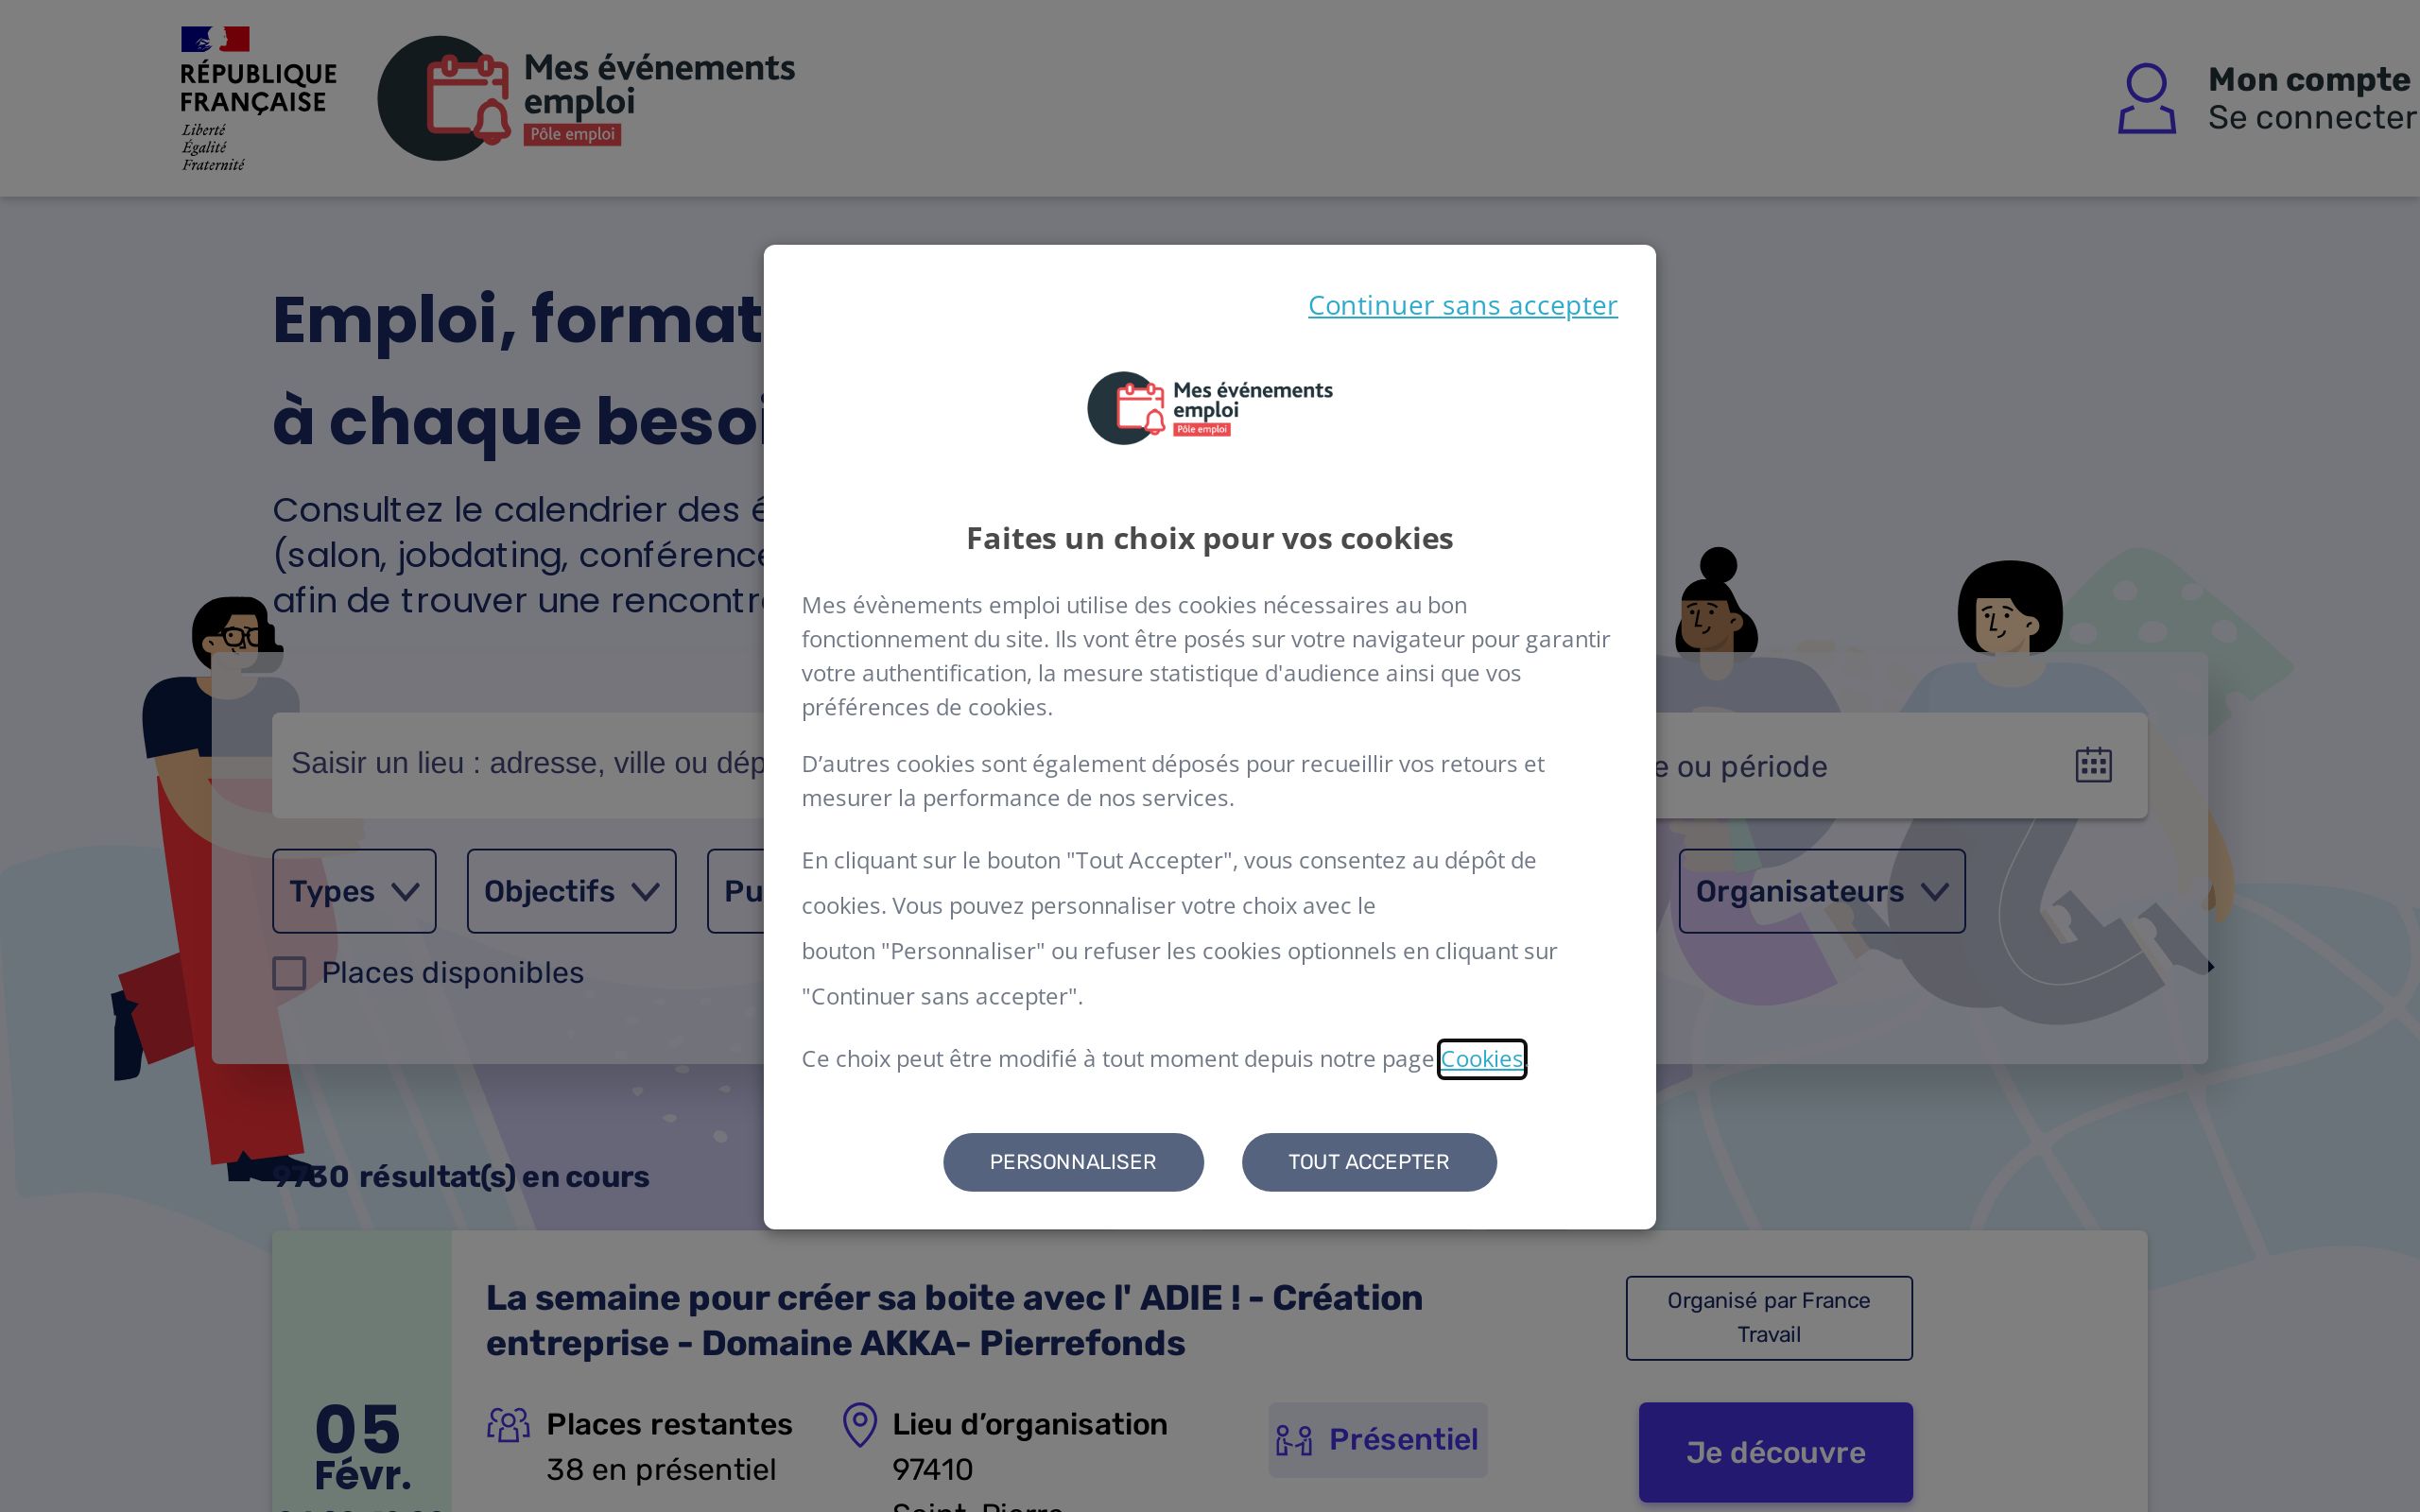 RÉPUBLIQUE
FRANÇAISE
Liberté
Égalité
Fraternité
Mes événements
emploi
Pôle emploi
Mon compte
Se connecter
Emploi, format
à chaque besoi
Consultez le calendrier des é
(salon, jobdating, conférence
afin de trouver une rencontr
Continuer sans accepter
Mes événements
emploi
Pôle emploi
Faites un choix pour vos cookies
Mes évènements emploi utilise des cookies nécessaires au bon
fonctionnement du site. Ils vont être posés sur votre navigateur pour garantir
votre authentification, la mesure statistique d'audience ainsi que vos
préférences de cookies.
D’autres cookies sont également déposés pour recueillir vos retours et
mesurer la performance de nos services.
En cliquant sur le bouton "Tout Accepter", vous consentez au dépôt de
cookies. Vous pouvez personnaliser votre choix avec le
bouton "Personnaliser" ou refuser les cookies optionnels en cliquant sur
"Continuer sans accepter".
Ce choix peut être modifié à tout moment depuis notre page Cookies
PERSONNALISER
TOUT ACCEPTER
Saisir un lieu : adresse, ville ou dép
e ou période
Types
Objectifs
Pu
Organisateurs
Places disponibles
9730 résultat(s) en cours
La semaine pour créer sa boite avec l' ADIE ! - Création
entreprise - Domaine AKKA- Pierrefonds
Organisé par France
Travail
05
Févr.
Places restantes
38 en présentiel
Lieu d’organisation
97410
Saint-Pierre
Présentiel
Je découvre